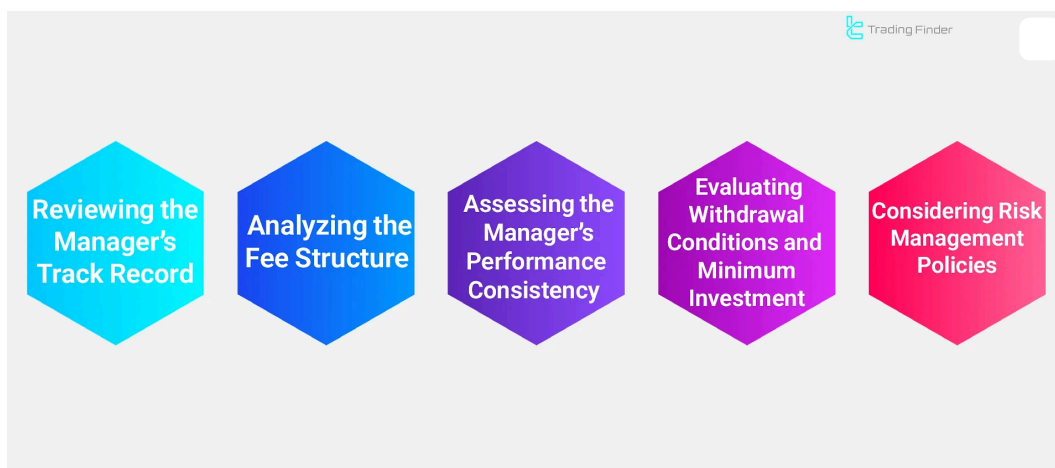 Trading Finder
Reviewing the
Manager's
Track Record
Analyzing the
Fee Structure
Assessing the
Manager's
Performance
Consistency
Evaluating
Withdrawal
Conditions and
Minimum
Investment
Considering Risk
Management
Policies